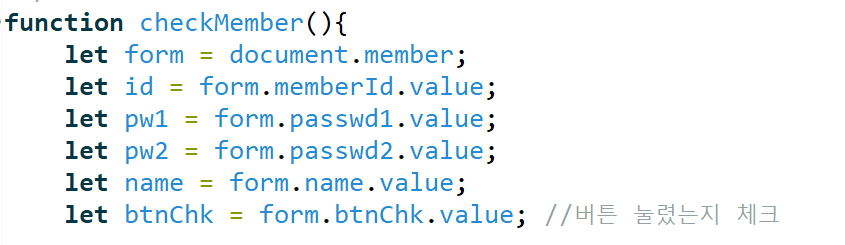 function checkMember(){
let form = document.member;
let id = form.memberId.value;
let pw1 = form.passwd1.value;
let pw2 = form.passwd2.value;
let name = form.name.value;
let btnChk = form.btnChk.value; //버튼 눌렸는지 체크